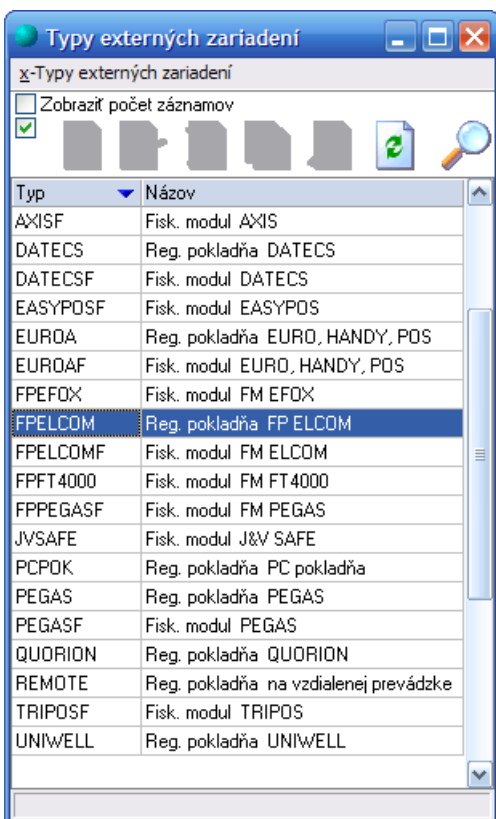 Typy externých zariadení
x-Typy externých zariadení
Zobraziť počet záznamov
Typ Názov
AXISF Fisk. modul AXIS
DATECS Reg. pokladňa DATECS
DATECSF Fisk. modul DATECS
EASYPOSF Fisk. modul EASYPOS
EUROA Reg. pokladňa EURO, HANDY, POS
EUROAF Fisk. modul EURO, HANDY, POS
FPEFOX Fisk. modul FM EFOX
FPELCOM Reg. pokladňa FP ELCOM
FPELCOMF Fisk. modul FM ELCOM
FPFT4000 Fisk. modul FM FT4000
FPPEGASF Fisk. modul FM PEGAS
JVSAFE Fisk. modul J&V SAFE
PCPOK Reg. pokladňa PC pokladňa
PEGAS Reg. pokladňa PEGAS
PEGASF Fisk. modul PEGAS
QUORION Reg. pokladňa QUORION
REMOTE Reg. pokladňa na vzdialenej prevádzke
TRIPOSF Fisk. modul TRIPOS
UNIWELL Reg. pokladňa UNIWELL